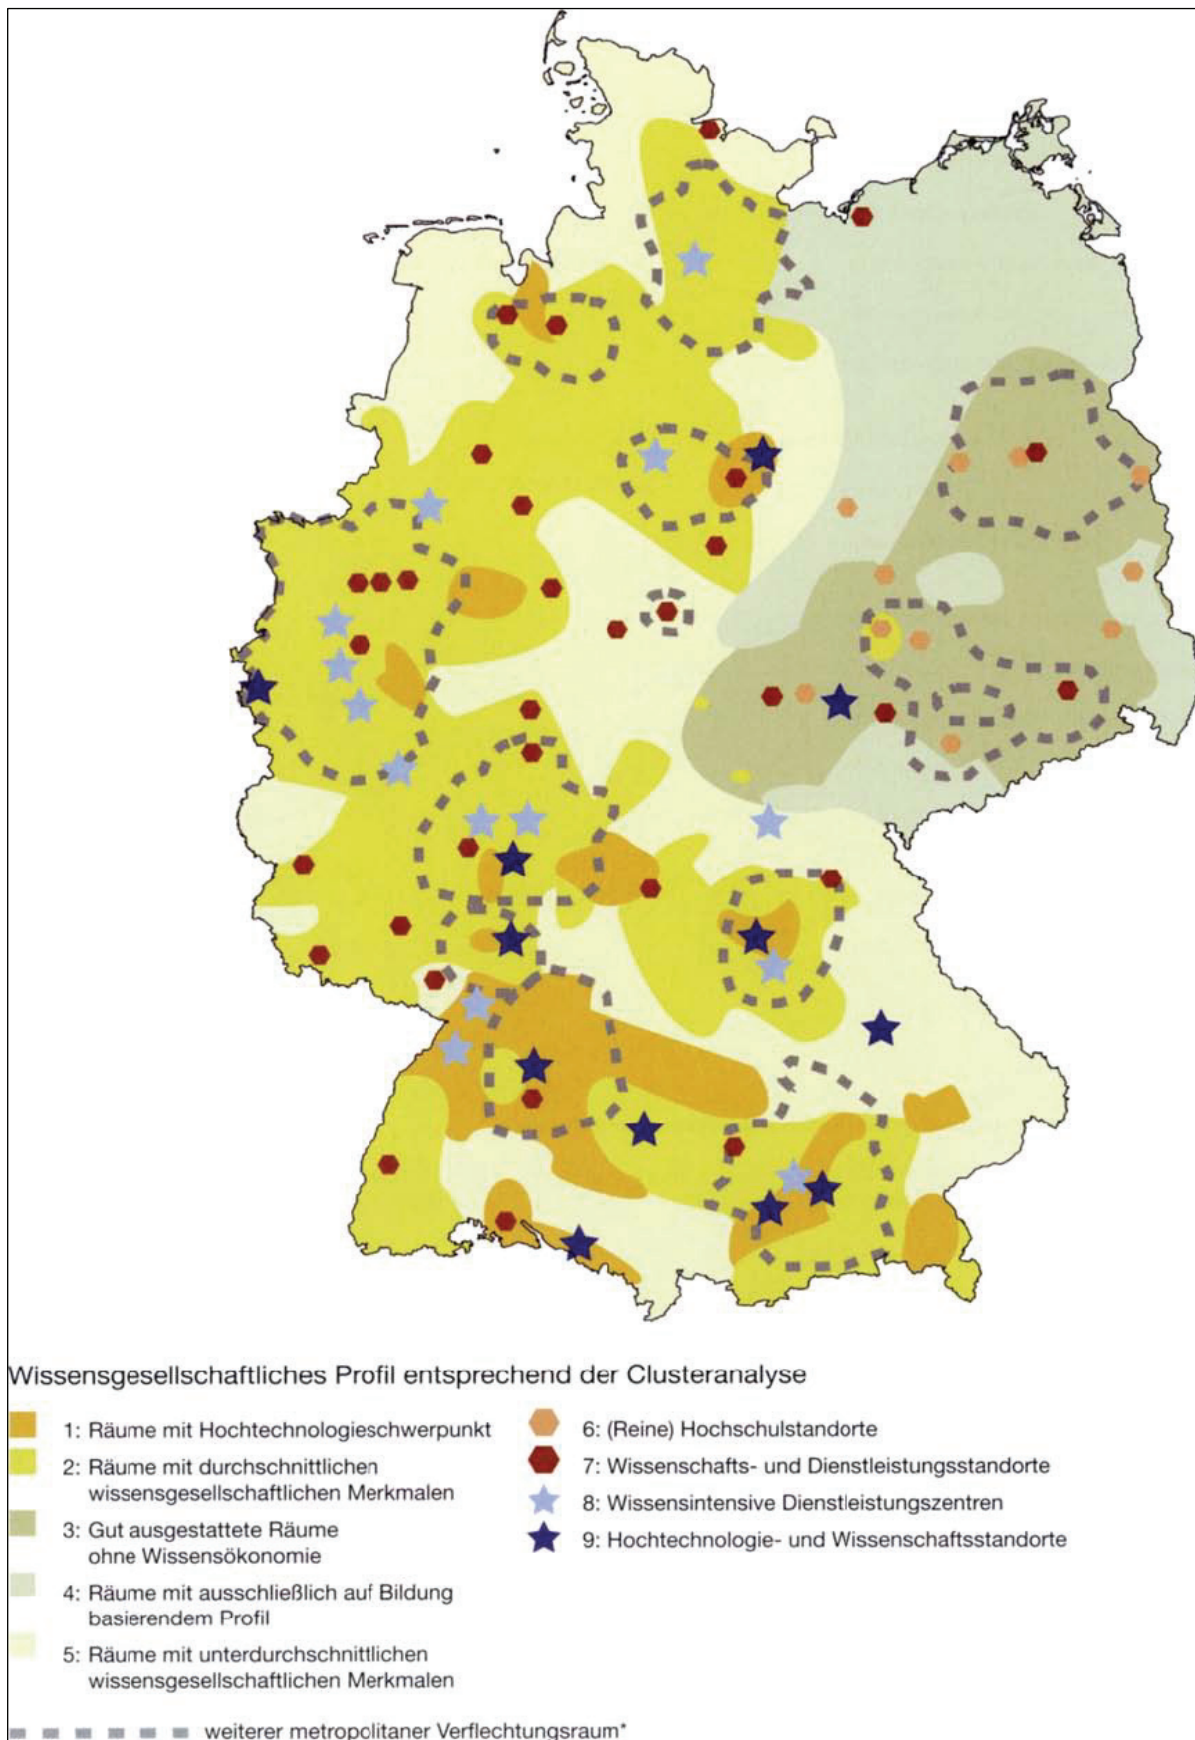 Wissensgesellschaftliches Profil entsprechend der Clusteranalyse
1: Räume mit Hochtechnologieschwerpunkt
2: Räume mit durchschnittlichen
wissensgesellschaftlichen Merkmalen
3: Gut ausgestattete Räume
ohne Wissensökonomie
4: Räume mit ausschließlich auf Bildung
basierendem Profil
5: Räume mit unterdurchschnittlichen
wissensgesellschaftlichen Merkmalen
weiterer metropolitaner Verflechtungsraum*
6: (Reine) Hochschulstandorte
7: Wissenschafts- und Dienstleistungsstandorte
8: Wissensintensive Dienstleistungszentren
9: Hochtechnologie- und Wissenschaftsstandorte